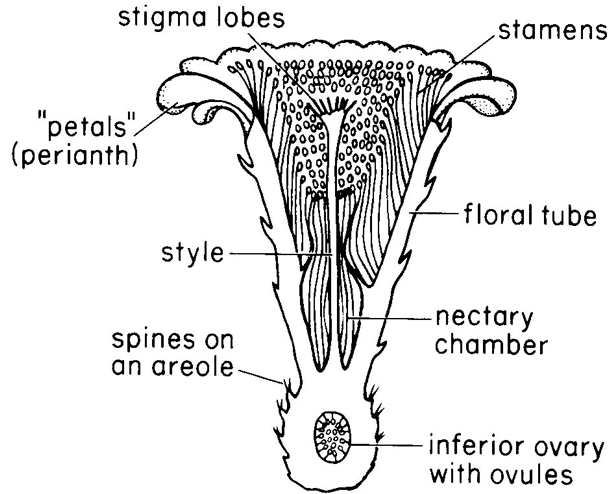 stigma lobes
stamens
"petals"
(perianth)
floral tube
style
nectary
chamber
spines on
an areole
inferior ovary
with ovules